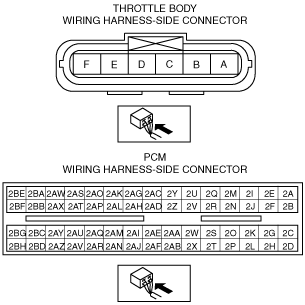 THROTTLE BODY
WIRING HARNESS-SIDE CONNECTOR
F E D C B A
PCM
WIRING HARNESS-SIDE CONNECTOR
2BE 2BA 2AW 2AS 2AO 2AK 2AG 2AC 2Y 2U 2Q 2M 2I 2E 2A
2BF 2BB 2AX 2AT 2AP 2AL 2AH 2AD 2Z 2V 2R 2N 2J 2F 2B
2BG 2BC 2AY 2AU 2AQ 2AM 2AI 2AE 2AA 2W 2S 2O 2K 2G 2C
2BH 2BD 2AZ 2AV 2AR 2AN 2AJ 2AF 2AB 2X 2T 2P 2L 2H 2D